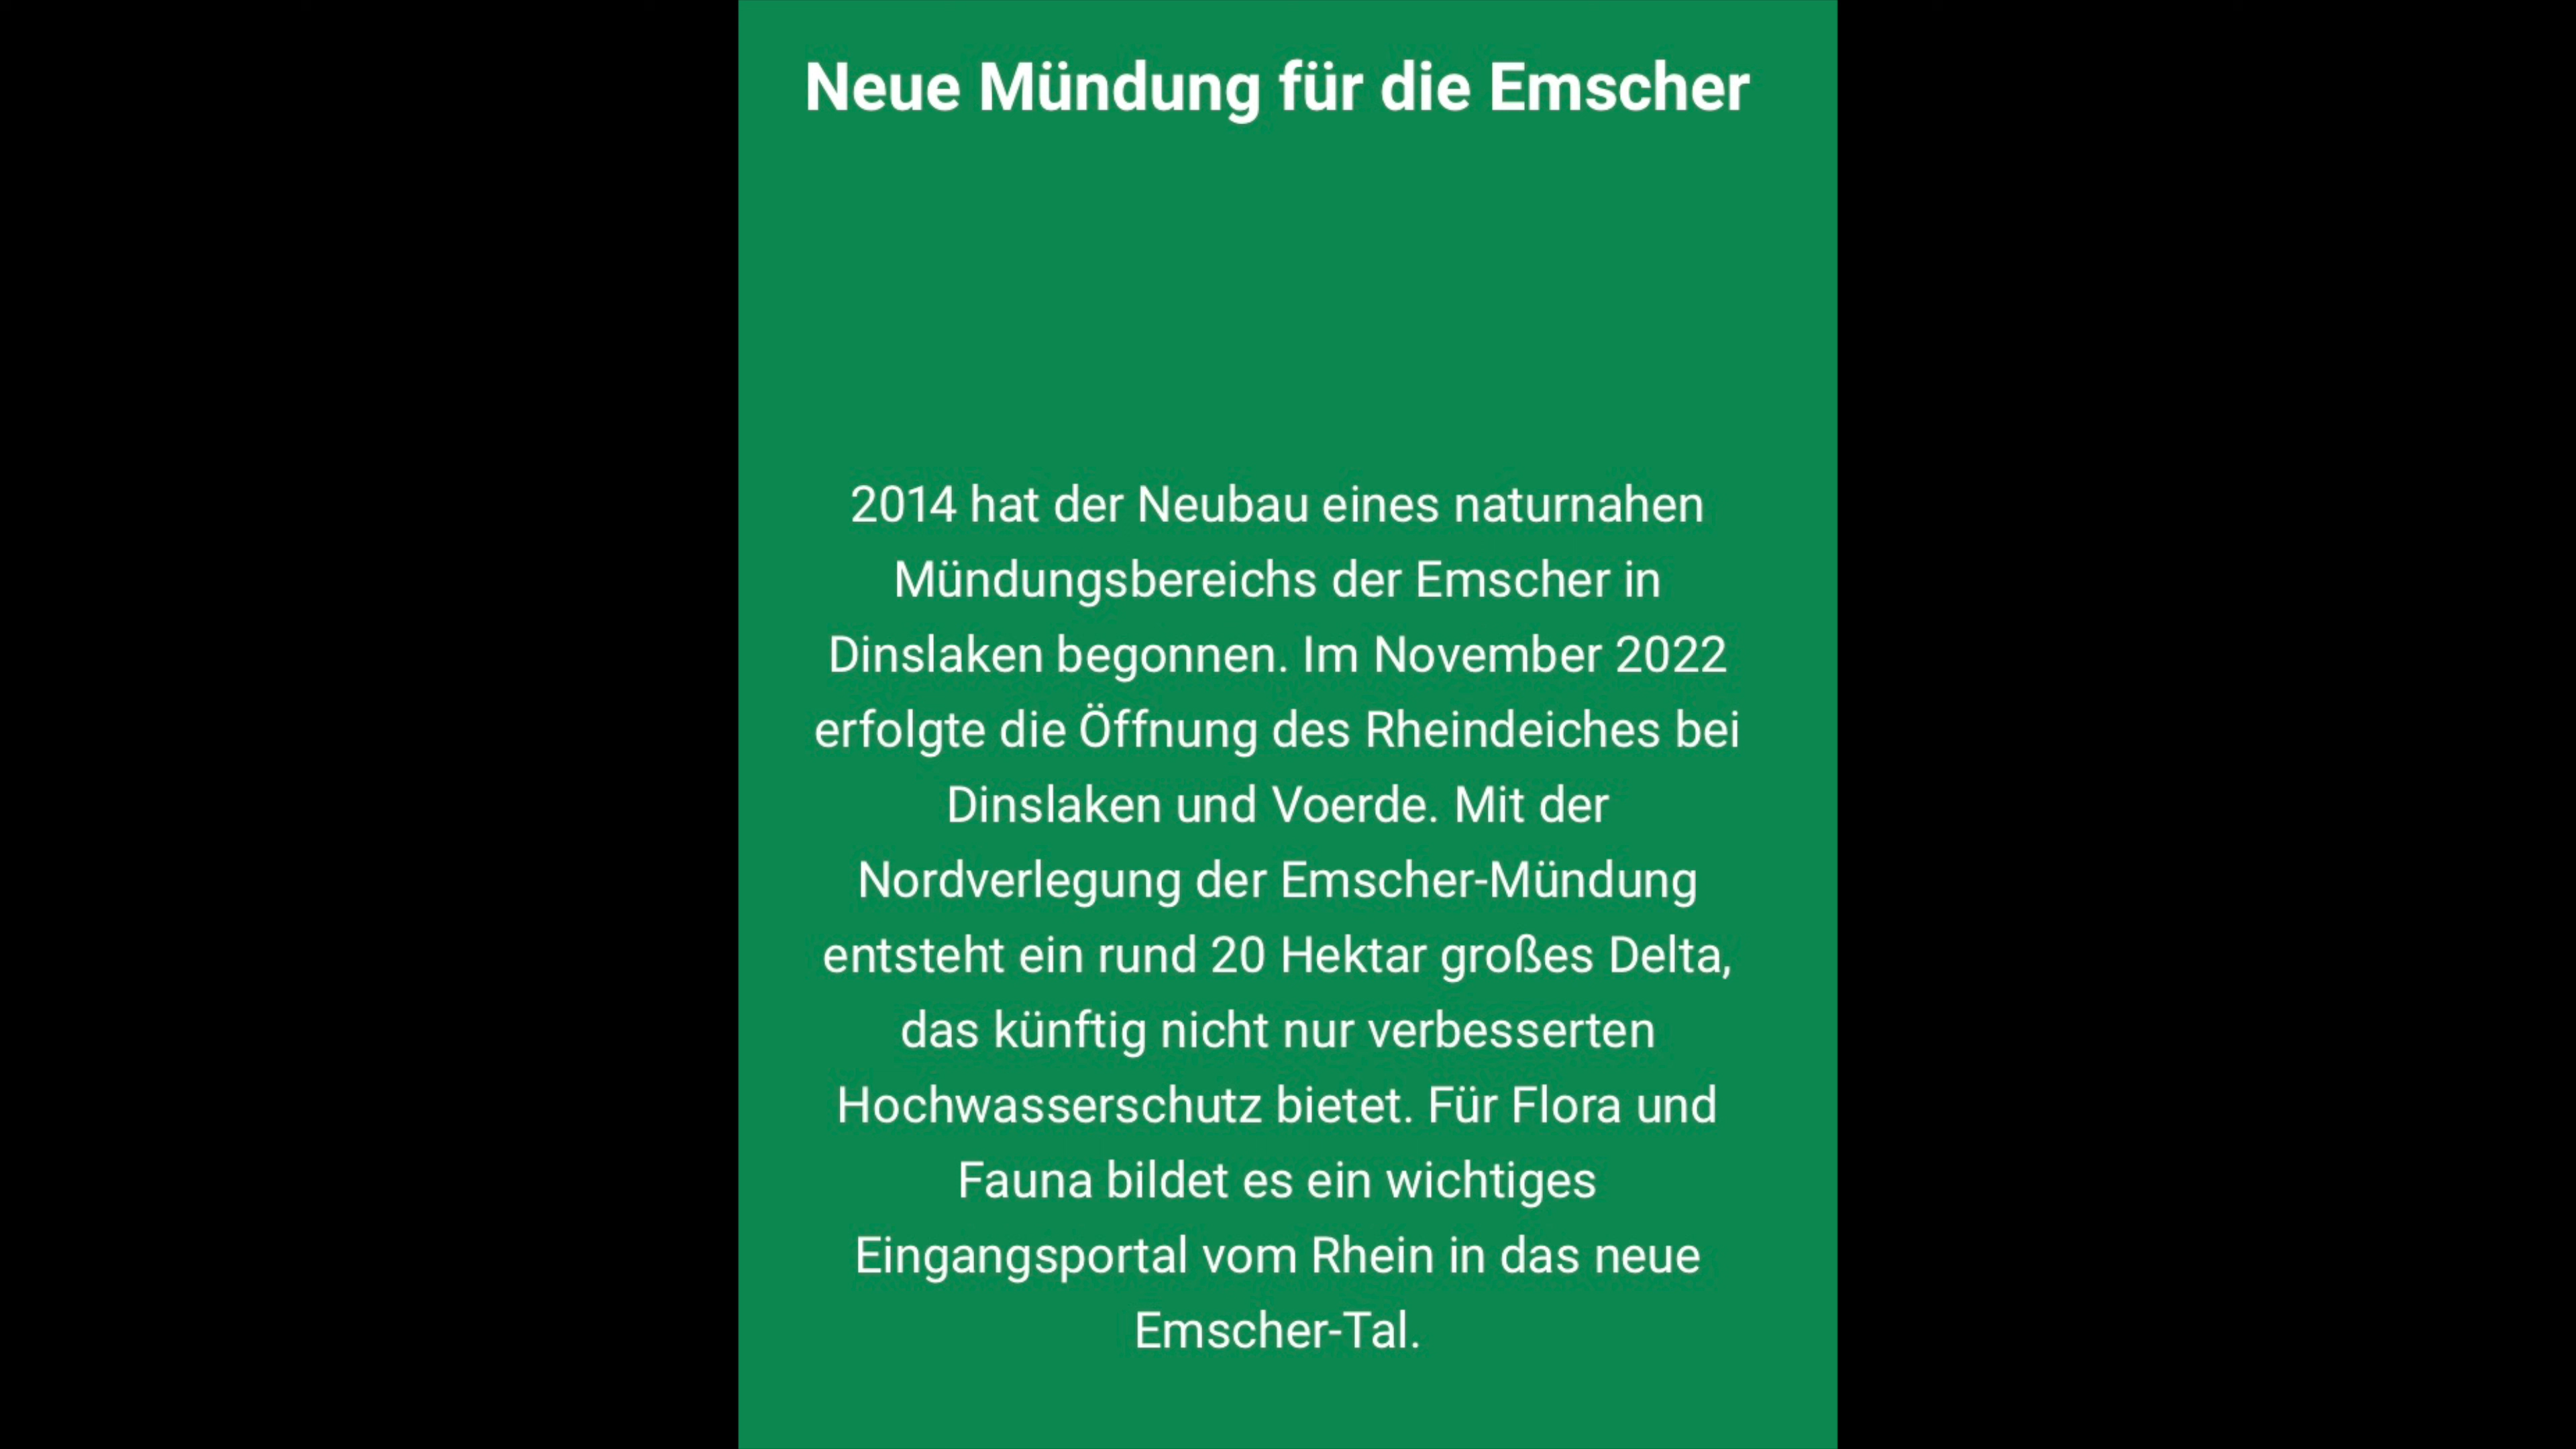 Neue Mündung für die Emscher
2014 hat der Neubau eines naturnahen
Mündungsbereichs der Emscher in
Dinslaken begonnen. Im November 2022
erfolgte die Öffnung des Rheindeiches bei
Dinslaken und Voerde. Mit der
Nordverlegung der Emscher-Mündung
entsteht ein rund 20 Hektar großes Delta,
das künftig nicht nur verbesserten
Hochwasserschutz bietet. Für Flora und
Fauna bildet es ein wichtiges
Eingangsportal vom Rhein in das neue
Emscher-Tal.